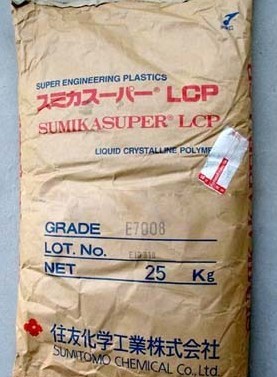 SUPER ENGINEERING PLASTICS
スミカスーパー® LCP
SUMIKASUPER® LCP
LIQUID CRYSTALLINE POLYME
GRADE E7008
LOT. No.
NET 25 Kg
住友化学工業株式会社
SUMITOMO CHEMICAL Co., Ltd.